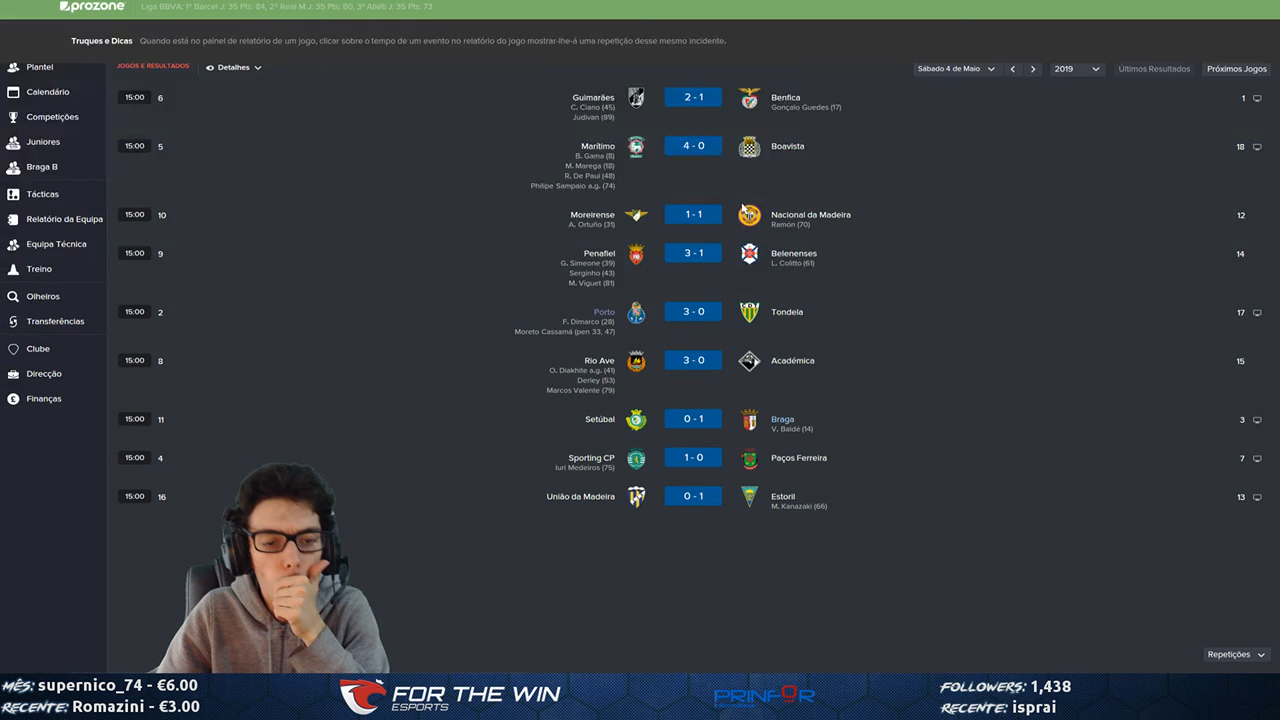 prozone
Liga BBVA: 1º Barcel J: 35 Pts: 84, 2º Real M J: 35 Pts: 80, 3º Atléti J: 35 Pts: 73
Truques e Dicas Quando está no painel de relatório de um jogo, clicar sobre o tempo de um evento no relatório do jogo mostrar-lhe-á uma repetição desse mesmo incidente.
Plantel
Calendário
Competições
Juniores
Braga B
Tácticas
Relatório da Equipa
Equipa Técnica
Treino
Olheiros
Transferências
Clube
Direcção
Finanças
JOGOS E RESULTADOS Detalhes Sábado 4 de Maio 2019 Últimos Resultados Próximos Jogos
15:00 6 Guimarães 2 - 1 Benfica 1
C. Ciano (45) Gonçalo Guedes (17)
Judivan (89)
15:00 5 Marítimo 4 - 0 Boavista 18
B. Gama (8)
M. Marega (18)
R. De Paul (48)
Philipe Sampaio a.g. (74)
15:00 10 Moreirense 1 - 1 Nacional da Madeira 12
A. Ortuño (31) Ramon (70)
15:00 9 Penafiel 3 - 1 Belenenses 14
G. Simeone (39) L. Colitto (61)
Serginho (43)
M. Viguet (81)
15:00 2 Porto 3 - 0 Tondela 17
F. Dimarco (28)
Moreto Cassamá (pen 33, 47)
15:00 8 Rio Ave 3 - 0 Académica 15
O. Diakhite a.g. (41)
Derley (53)
Marcos Valente (79)
15:00 11 Setúbal 0 - 1 Braga 3
V. Baldé (14)
15:00 4 Sporting CP 1 - 0 Paços Ferreira 7
Iuri Medeiros (75)
15:00 16 União da Madeira 0 - 1 Estoril 13
M. Kanazaki (66)
Repetições
MÊS: supernico_74 - €6.00
RECENTE: Romazini - €3.00
FOR THE WIN
ESPORTS
PRINFOR
FOLLOWERS: 1,438
RECENTE: isprai